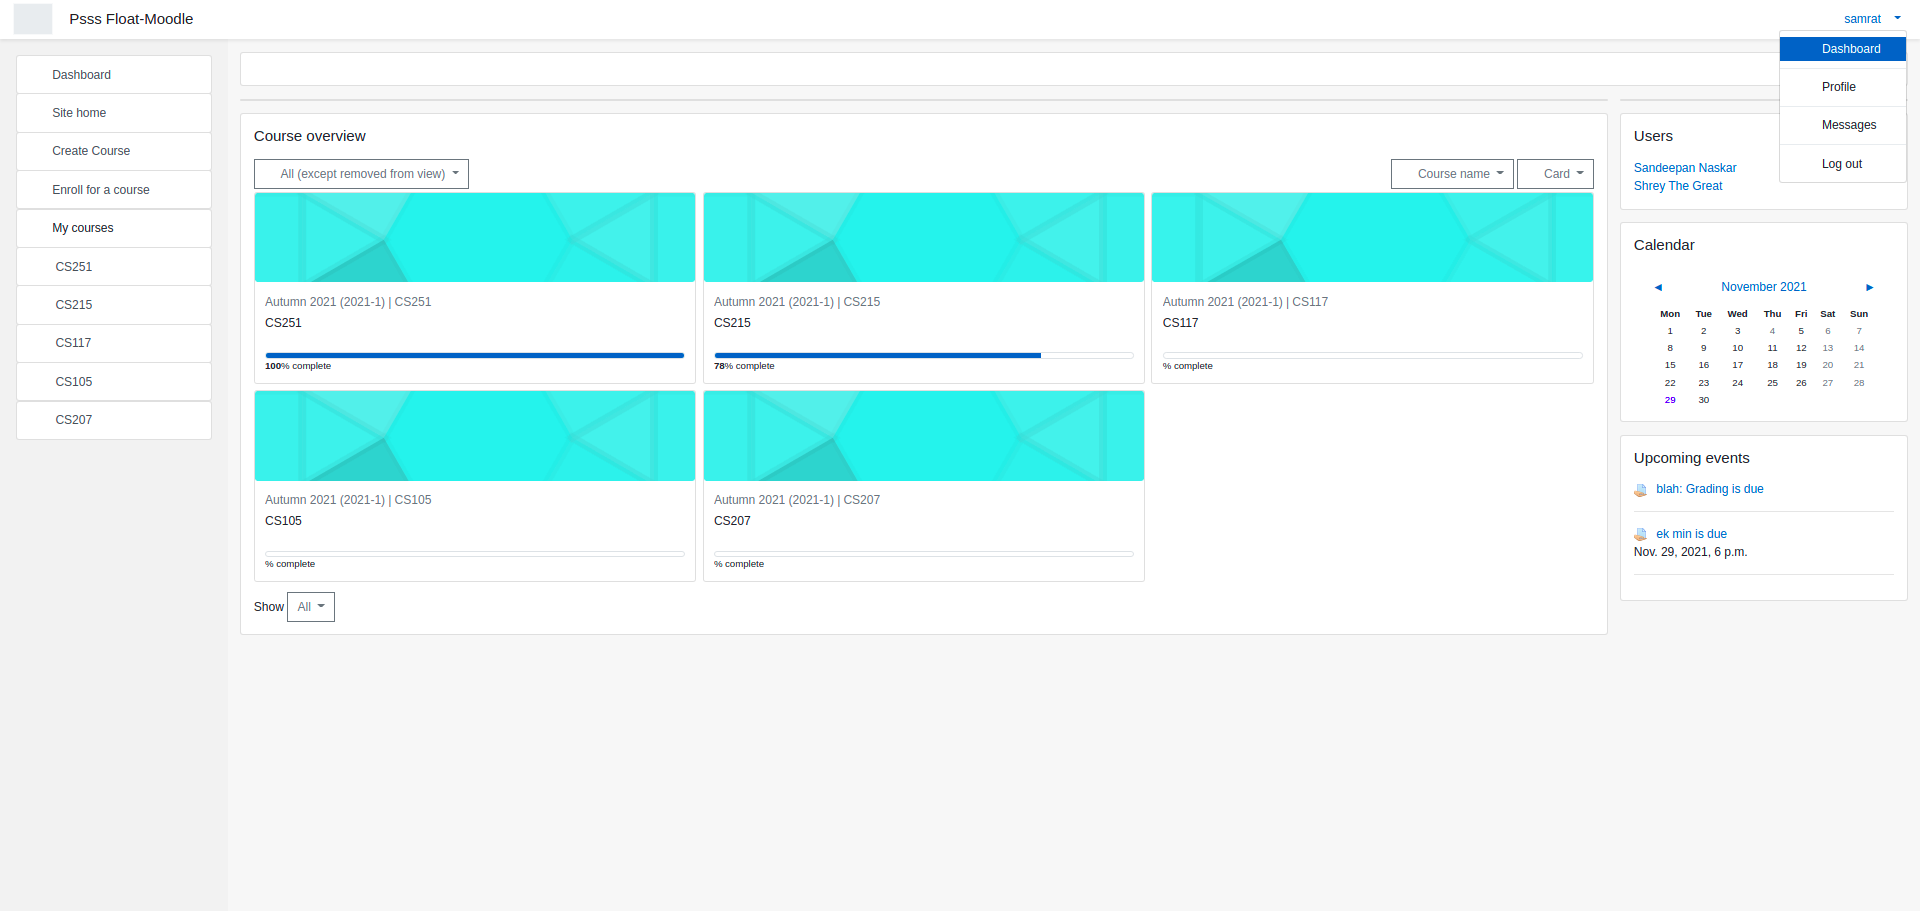 Psss Float-Moodle
samrat
Dashboard
Profile
Messages
Log out
Dashboard
Site home
Create Course
Enroll for a course
My courses
CS251
CS215
CS117
CS105
CS207
Course overview
All (except removed from view)
Course name
Card
Autumn 2021 (2021-1) | CS251
CS251
100% complete
Autumn 2021 (2021-1) | CS215
CS215
78% complete
Autumn 2021 (2021-1) | CS117
CS117
% complete
Autumn 2021 (2021-1) | CS105
CS105
% complete
Autumn 2021 (2021-1) | CS207
CS207
% complete
Show All
Users
Sandeepan Naskar
Shrey The Great
Calendar
◄ November 2021 ►
Mon Tue Wed Thu Fri Sat Sun
1 2 3 4 5 6 7
8 9 10 11 12 13 14
15 16 17 18 19 20 21
22 23 24 25 26 27 28
29 30
Upcoming events
blah: Grading is due
ek min is due
Nov. 29, 2021, 6 p.m.